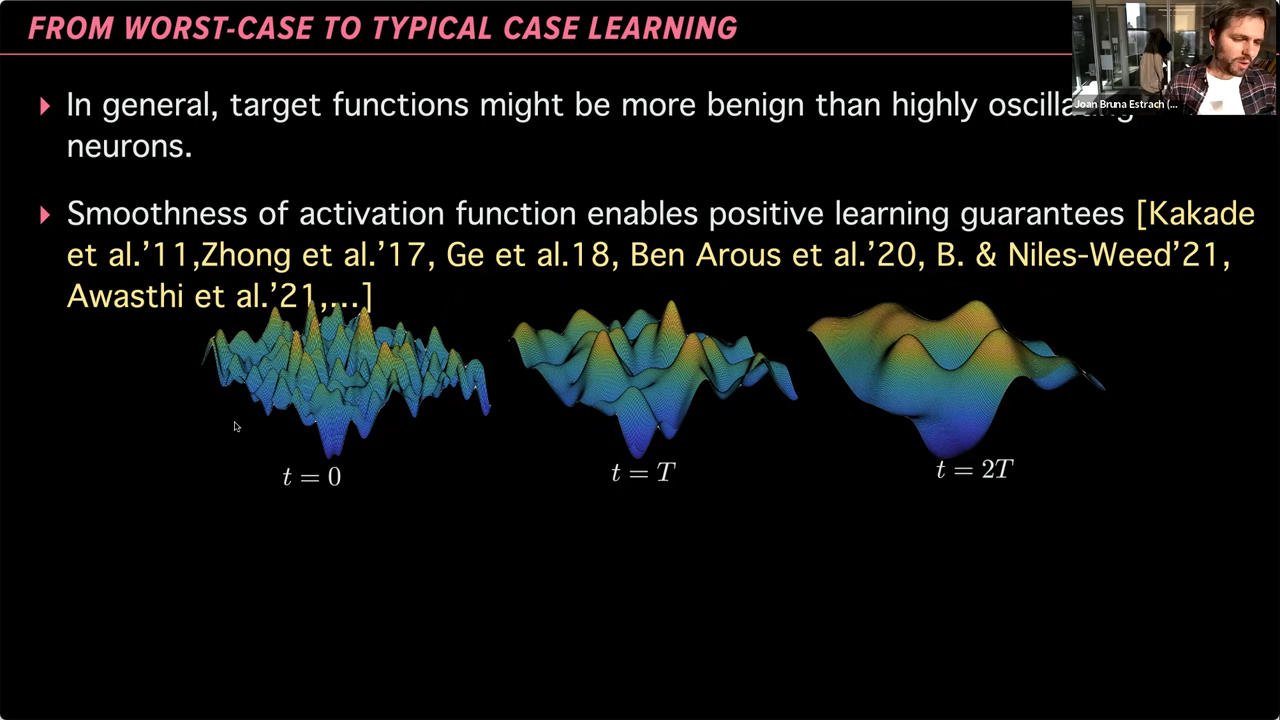 FROM WORST-CASE TO TYPICAL CASE LEARNING
Joan Bruna Estrach (...
In general, target functions might be more benign than highly oscillating
neurons.
Smoothness of activation function enables positive learning guarantees [Kakade
et al.’11,Zhong et al.’17, Ge et al.18, Ben Arous et al.’20, B. & Niles-Weed’21,
Awasthi et al.’21,...]
t = 0
t = T
t = 2T